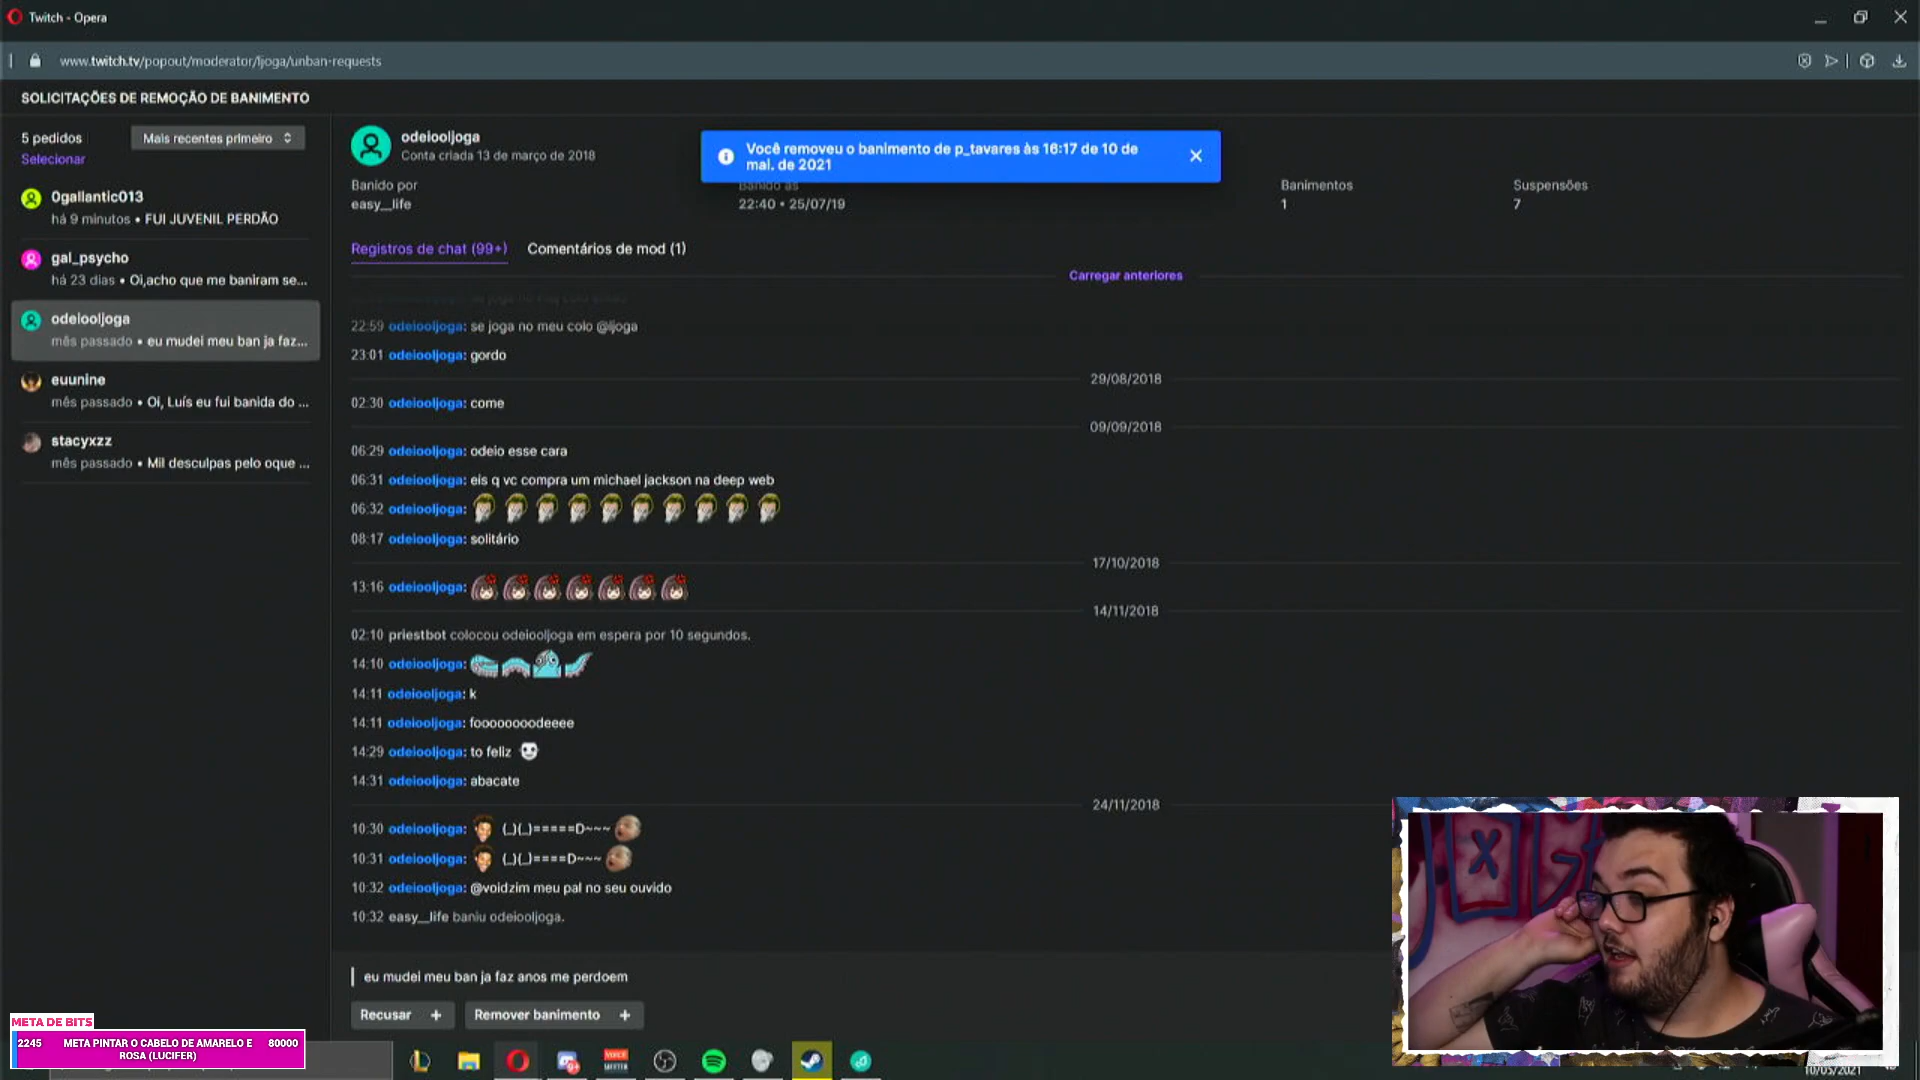 Twitch - Opera
www.twitch.tv/popout/moderator/ljoga/unban-requests
SOLICITAÇÕES DE REMOÇÃO DE BANIMENTO
5 pedidos
Mais recentes primeiro
Selecionar
0gallantic013
há 9 minutos • FUI JUVENIL PERDÃO
gal_psycho
há 23 dias • Oi,acho que me baniram se...
odeiooljoga
mês passado • eu mudei meu ban ja faz...
euunine
mês passado • Oi, Luís eu fui banida do ...
stacyxzz
mês passado • Mil desculpas pelo oque ...
odeiooljoga
Conta criada 13 de março de 2018
Você removeu o banimento de p_tavares às 16:17 de 10 de
mai. de 2021
Banido por
easy__life
Banido às
22:40 • 25/07/19
Banimentos
1
Suspensões
7
Registros de chat (99+)
Comentários de mod (1)
Carregar anteriores
22:59 odeiooljoga: se joga no meu colo @ljoga
23:01 odeiooljoga: gordo
29/08/2018
02:30 odeiooljoga: come
09/09/2018
06:29 odeiooljoga: odeio esse cara
06:31 odeiooljoga: eis q vc compra um michael jackson na deep web
06:32 odeiooljoga:
08:17 odeiooljoga: solitário
17/10/2018
13:16 odeiooljoga:
14/11/2018
02:10 priestbot colocou odeiooljoga em espera por 10 segundos.
14:10 odeiooljoga:
14:11 odeiooljoga: k
14:11 odeiooljoga: foooooooodeeee
14:29 odeiooljoga: to feliz
14:31 odeiooljoga: abacate
24/11/2018
10:30 odeiooljoga: (_)(_)=====D~~~
10:31 odeiooljoga: (_)(_)====D~~~
10:32 odeiooljoga: @voidzim meu pal no seu ouvido
10:32 easy__life baniu odeiooljoga.
eu mudei meu ban ja faz anos me perdoem
Recusar +
Remover banimento +
META DE BITS
2245 META PINTAR O CABELO DE AMARELO E 80000
ROSA (LUCIFER)
10/05/2021